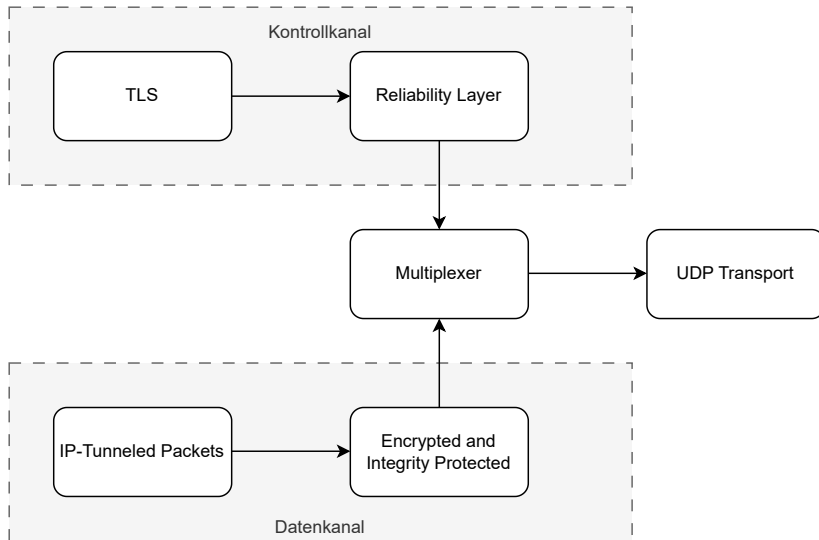 Kontrollkanal
TLS
Reliability Layer
Multiplexer
UDP Transport
IP-Tunneled Packets
Encrypted and
Integrity Protected
Datenkanal